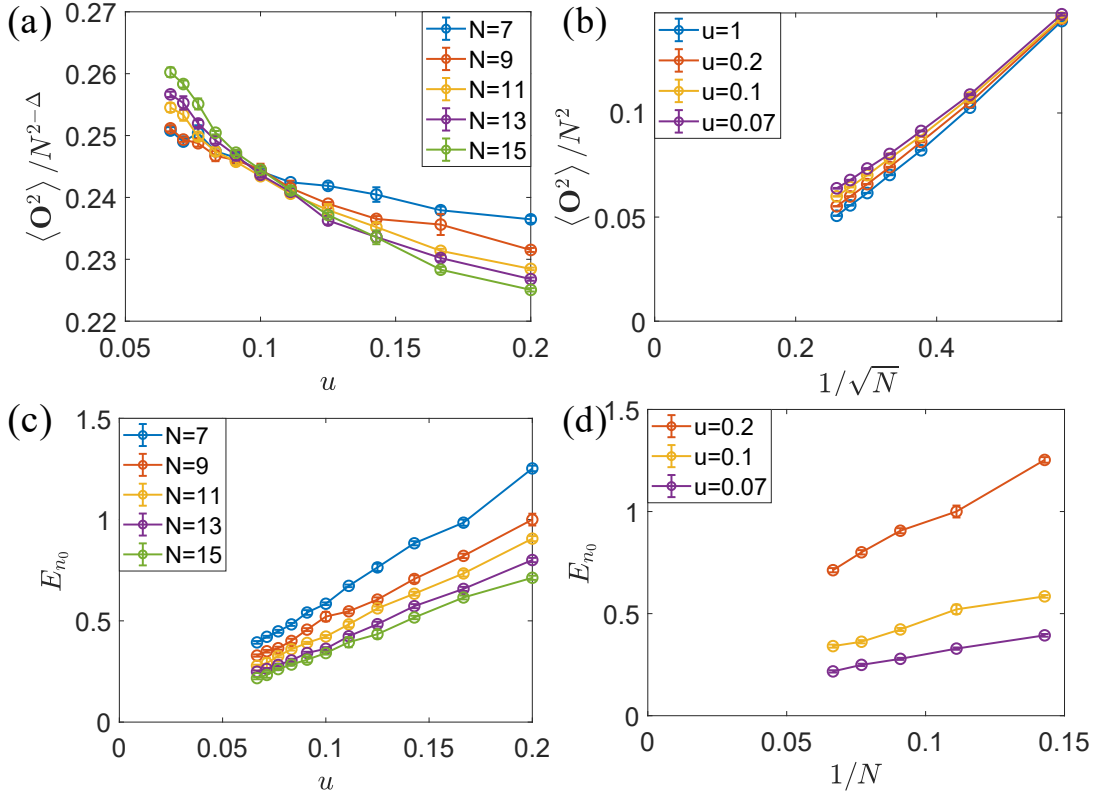 (a)
0.27
0.26
0.25
0.24
0.23
0.22
⟨O²⟩/N^{2−Δ}
N=7
N=9
N=11
N=13
N=15
0.05
0.1
0.15
0.2
u
(b)
0.1
0.05
0
⟨O²⟩/N²
u=1
u=0.2
u=0.1
u=0.07
0
0.2
0.4
1/√N
(c)
1.5
1
0.5
0
E_{n_0}
N=7
N=9
N=11
N=13
N=15
0
0.05
0.1
0.15
0.2
u
(d)
1.5
1
0.5
0
E_{n_0}
u=0.2
u=0.1
u=0.07
0
0.05
0.1
0.15
1/N